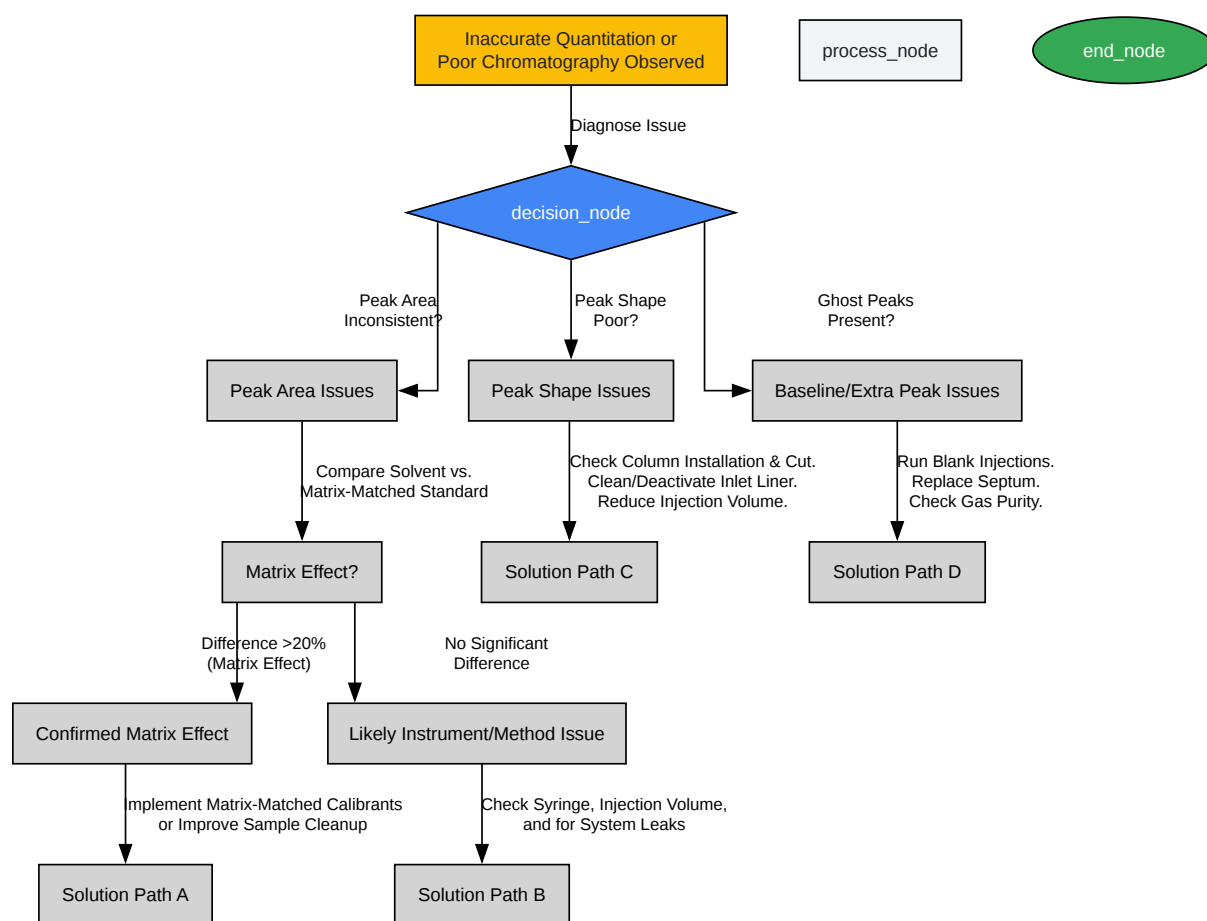 Inaccurate Quantitation or
Poor Chromatography Observed
process_node
end_node
Diagnose Issue
decision_node
Peak Area
Inconsistent?
Peak Shape
Poor?
Ghost Peaks
Present?
Peak Area Issues
Peak Shape Issues
Baseline/Extra Peak Issues
Compare Solvent vs.
Matrix-Matched Standard
Check Column Installation & Cut.
Clean/Deactivate Inlet Liner.
Reduce Injection Volume.
Run Blank Injections.
Replace Septum.
Check Gas Purity.
Matrix Effect?
Solution Path C
Solution Path D
Difference >20%
(Matrix Effect)
No Significant
Difference
Confirmed Matrix Effect
Likely Instrument/Method Issue
Implement Matrix-Matched Calibrants
or Improve Sample Cleanup
Check Syringe, Injection Volume,
and for System Leaks
Solution Path A
Solution Path B